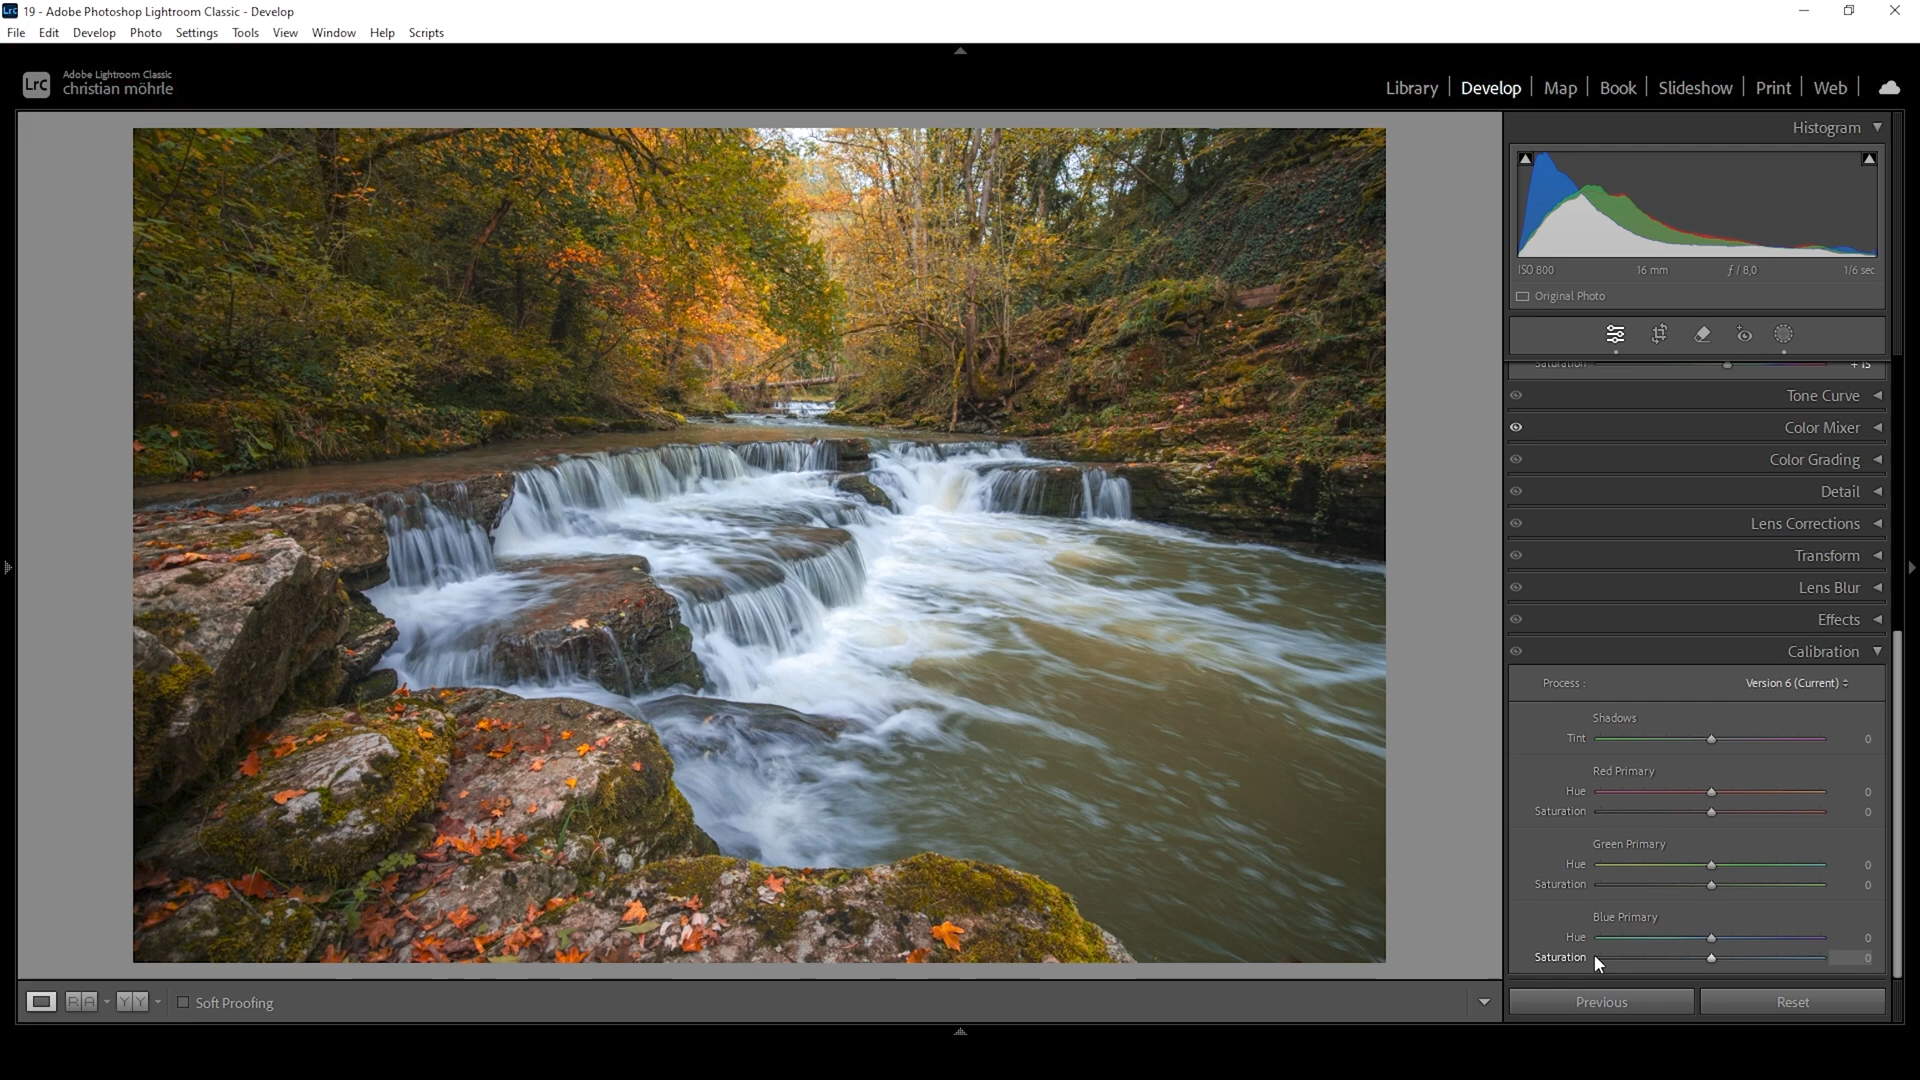 19 - Adobe Photoshop Lightroom Classic - Develop
File Edit Develop Photo Settings Tools View Window Help Scripts
LrC
Adobe Lightroom Classic
christian möhrle
Library Develop Map Book Slideshow Print Web
Histogram
ISO 800 16 mm ƒ / 8,0 1/6 sec
Original Photo
Saturation + 15
Tone Curve
Color Mixer
Color Grading
Detail
Lens Corrections
Transform
Lens Blur
Effects
Calibration
Process : Version 6 (Current)
Shadows
Tint 0
Red Primary
Hue 0
Saturation 0
Green Primary
Hue 0
Saturation 0
Blue Primary
Hue 0
Saturation 0
R A Y Y Soft Proofing
Previous Reset